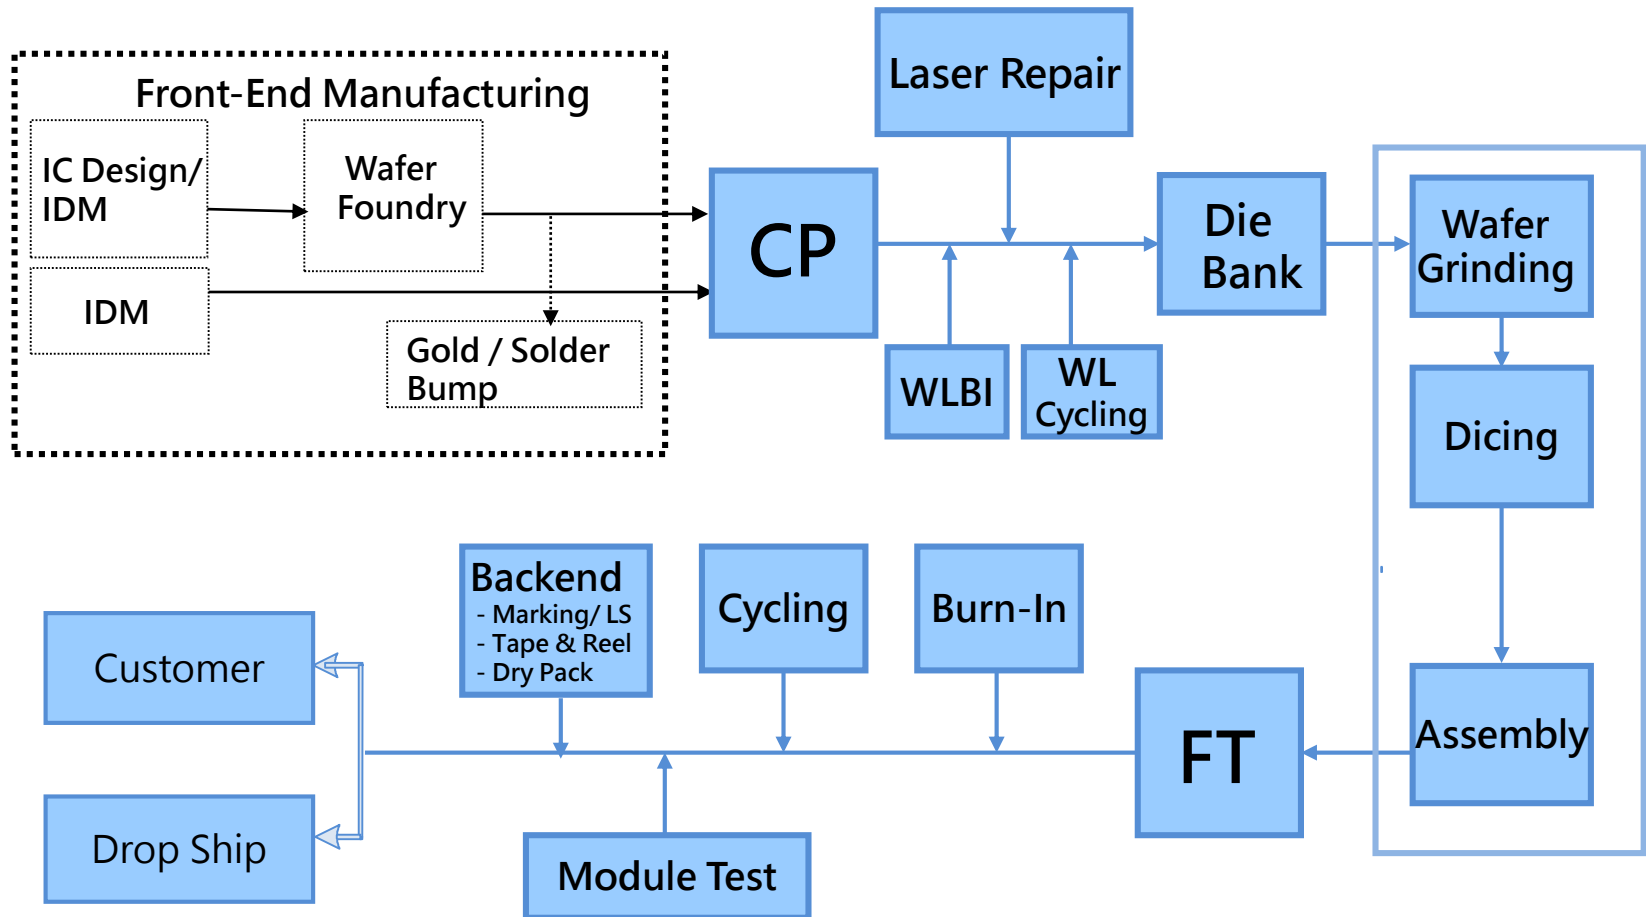 Front-End Manufacturing
IC Design/
IDM
Wafer
Foundry
IDM
Gold / Solder
Bump
CP
Laser Repair
WLBI
WL
Cycling
Die
Bank
Wafer
Grinding
Dicing
Assembly
FT
Burn-In
Cycling
Backend
- Marking/ LS
- Tape & Reel
- Dry Pack
Module Test
Customer
Drop Ship